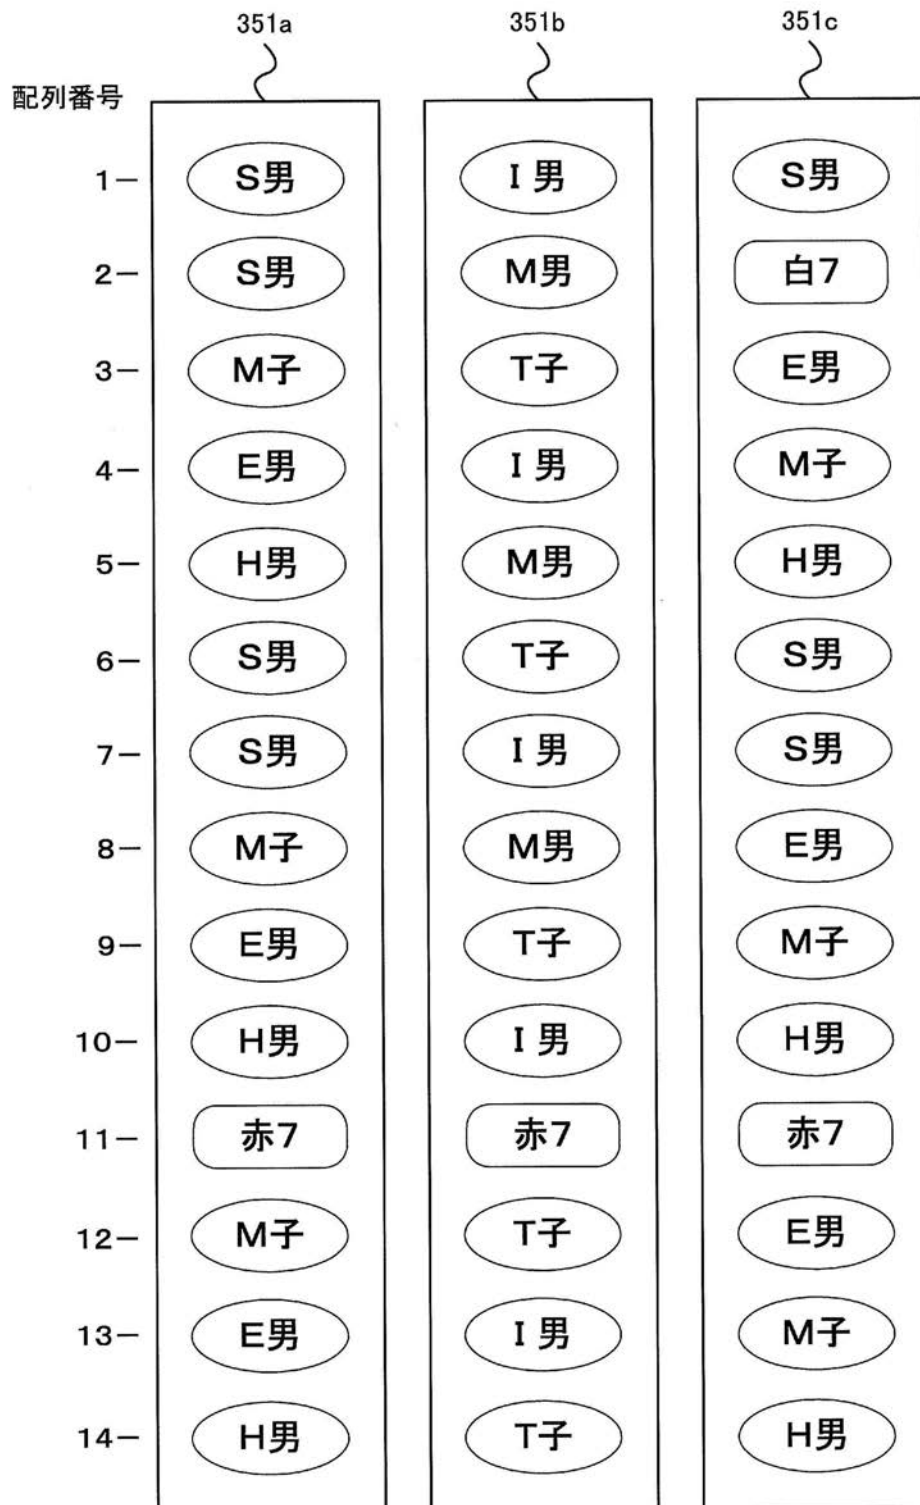 351a 351b 351c
配列番号
1— S男 I男 S男
2— S男 M男 白7
3— M子 T子 E男
4— E男 I男 M子
5— H男 M男 H男
6— S男 T子 S男
7— S男 I男 S男
8— M子 M男 E男
9— E男 T子 M子
10— H男 I男 H男
11— 赤7 赤7 赤7
12— M子 T子 E男
13— E男 I男 M子
14— H男 T子 H男